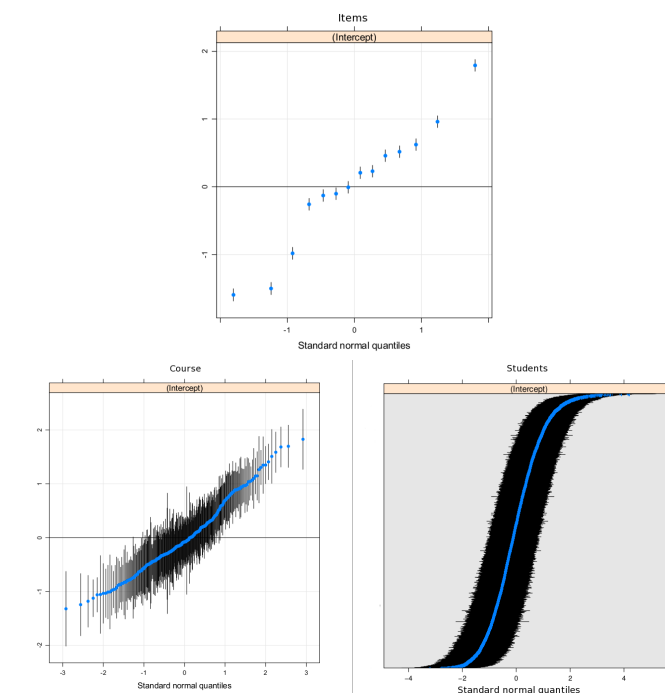 Items
(Intercept)
2
1
0
-1
-1 0 1
Standard normal quantiles
Course
(Intercept)
2
1
0
-1
-2
-3 -2 -1 0 1 2 3
Standard normal quantiles
Students
(Intercept)
-4 -2 0 2 4
Standard normal quantiles